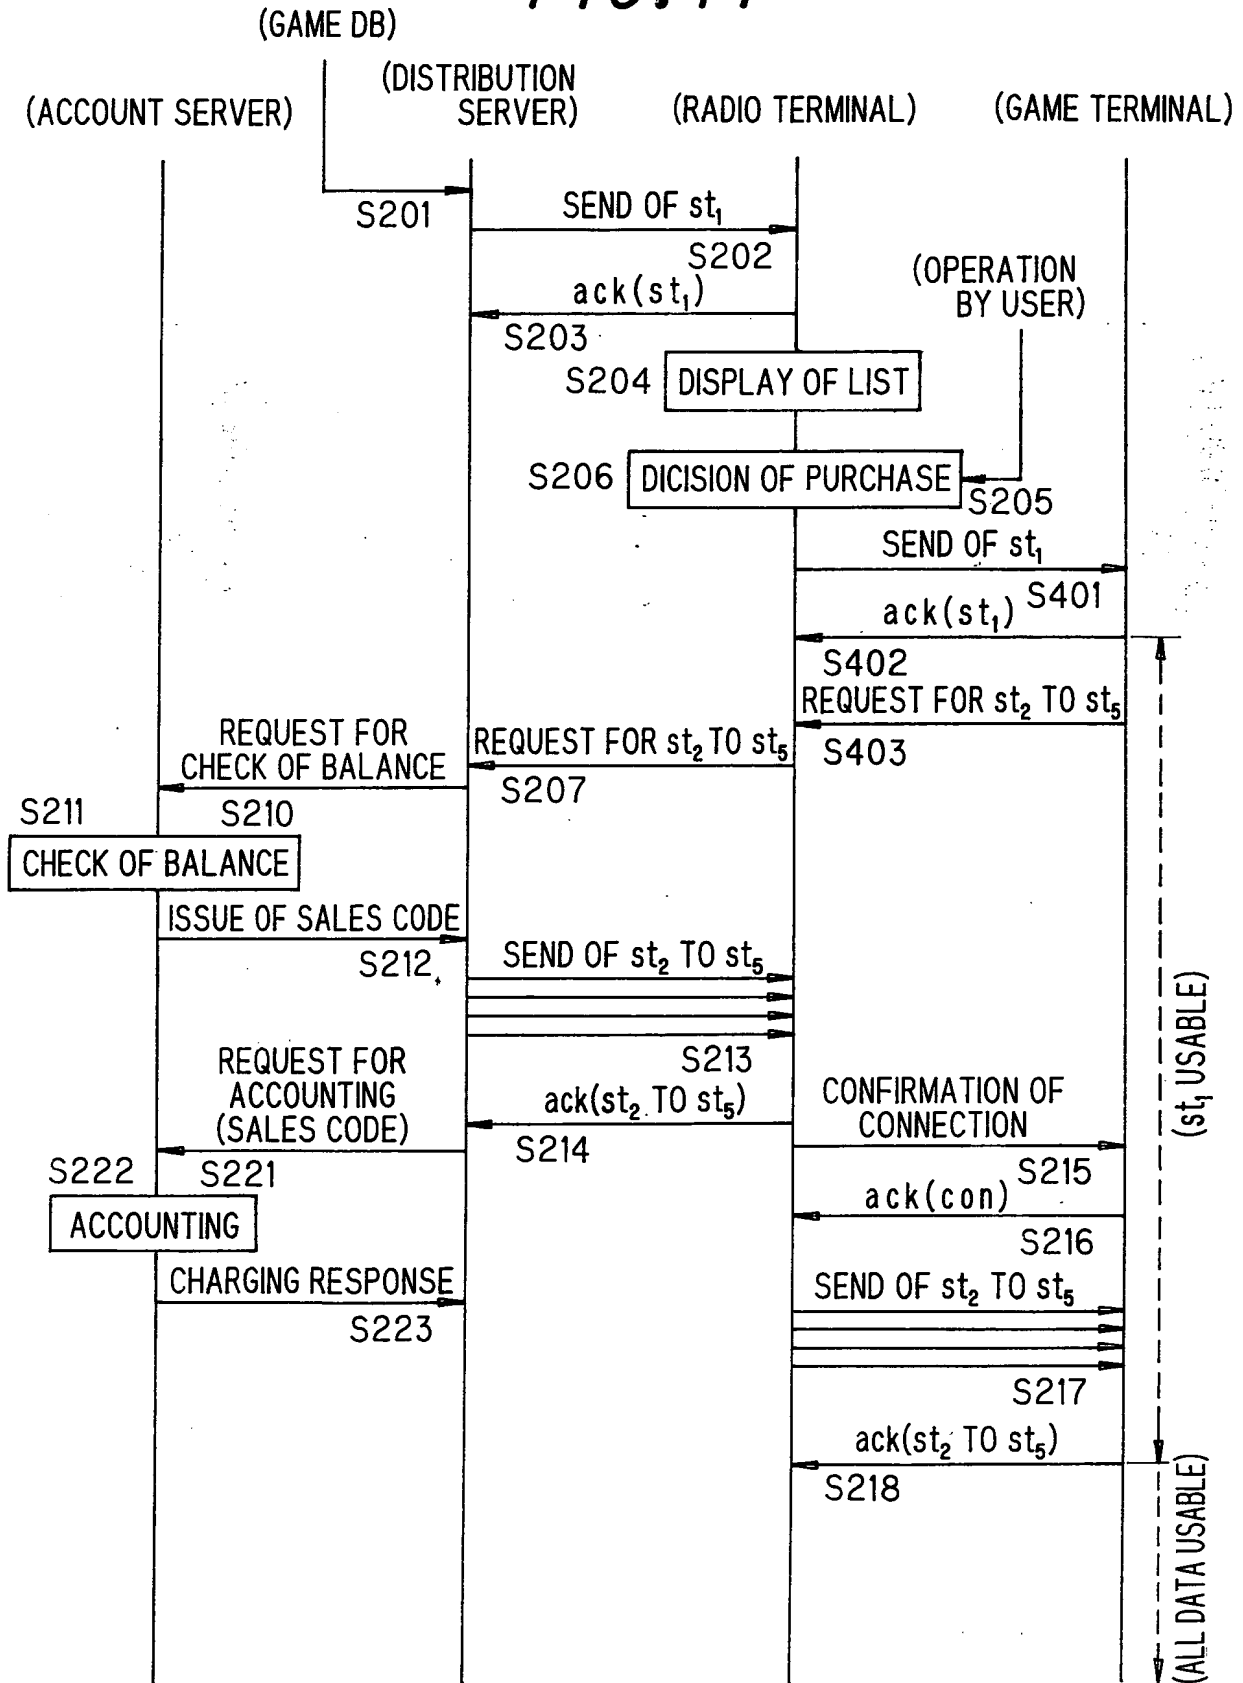 (GAME DB)
(DISTRIBUTION
SERVER)
(ACCOUNT SERVER)
(RADIO TERMINAL)
(GAME TERMINAL)
S201
SEND OF st₁
S202
(OPERATION
BY USER)
ack(st₁)
S203
S204
DISPLAY OF LIST
S206
DICISION OF PURCHASE
S205
SEND OF st₁
S401
ack(st₁)
S402
REQUEST FOR st₂ TO st₅
S403
REQUEST FOR st₂ TO st₅
S207
REQUEST FOR
CHECK OF BALANCE
S210
S211
CHECK OF BALANCE
ISSUE OF SALES CODE
S212
SEND OF st₂ TO st₅
S213
ack(st₂ TO st₅)
S214
REQUEST FOR
ACCOUNTING
(SALES CODE)
S221
S222
ACCOUNTING
CONFIRMATION OF
CONNECTION
S215
ack(con)
S216
CHARGING RESPONSE
S223
SEND OF st₂ TO st₅
S217
ack(st₂ TO st₅)
S218
(st₁ USABLE)
(ALL DATA USABLE)